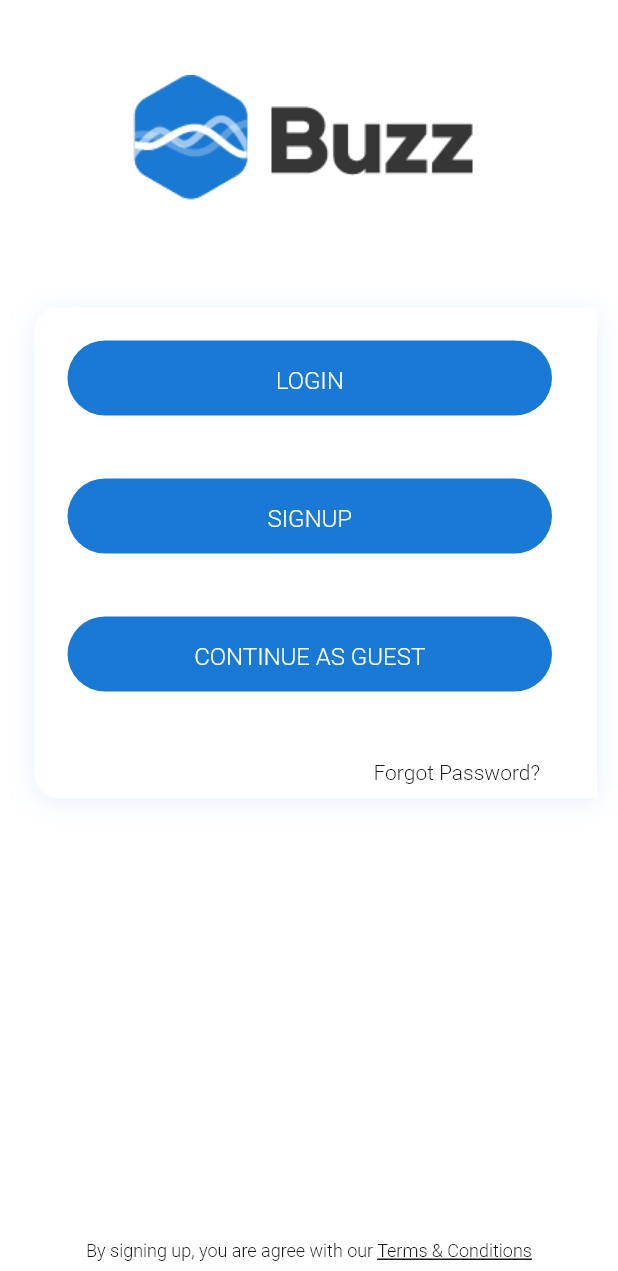 Buzz
LOGIN
SIGNUP
CONTINUE AS GUEST
Forgot Password?
By signing up, you are agree with our Terms & Conditions